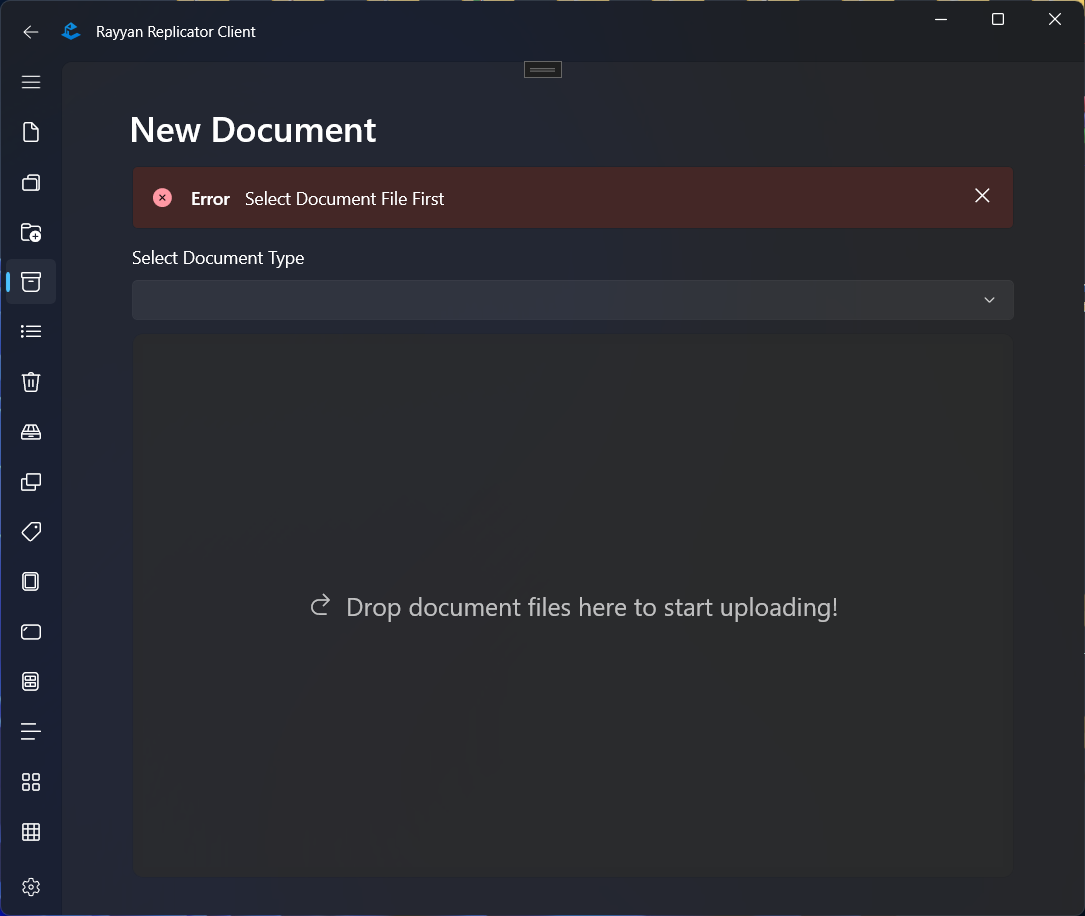 Rayyan Replicator Client
New Document
Error Select Document File First
Select Document Type
Drop document files here to start uploading!